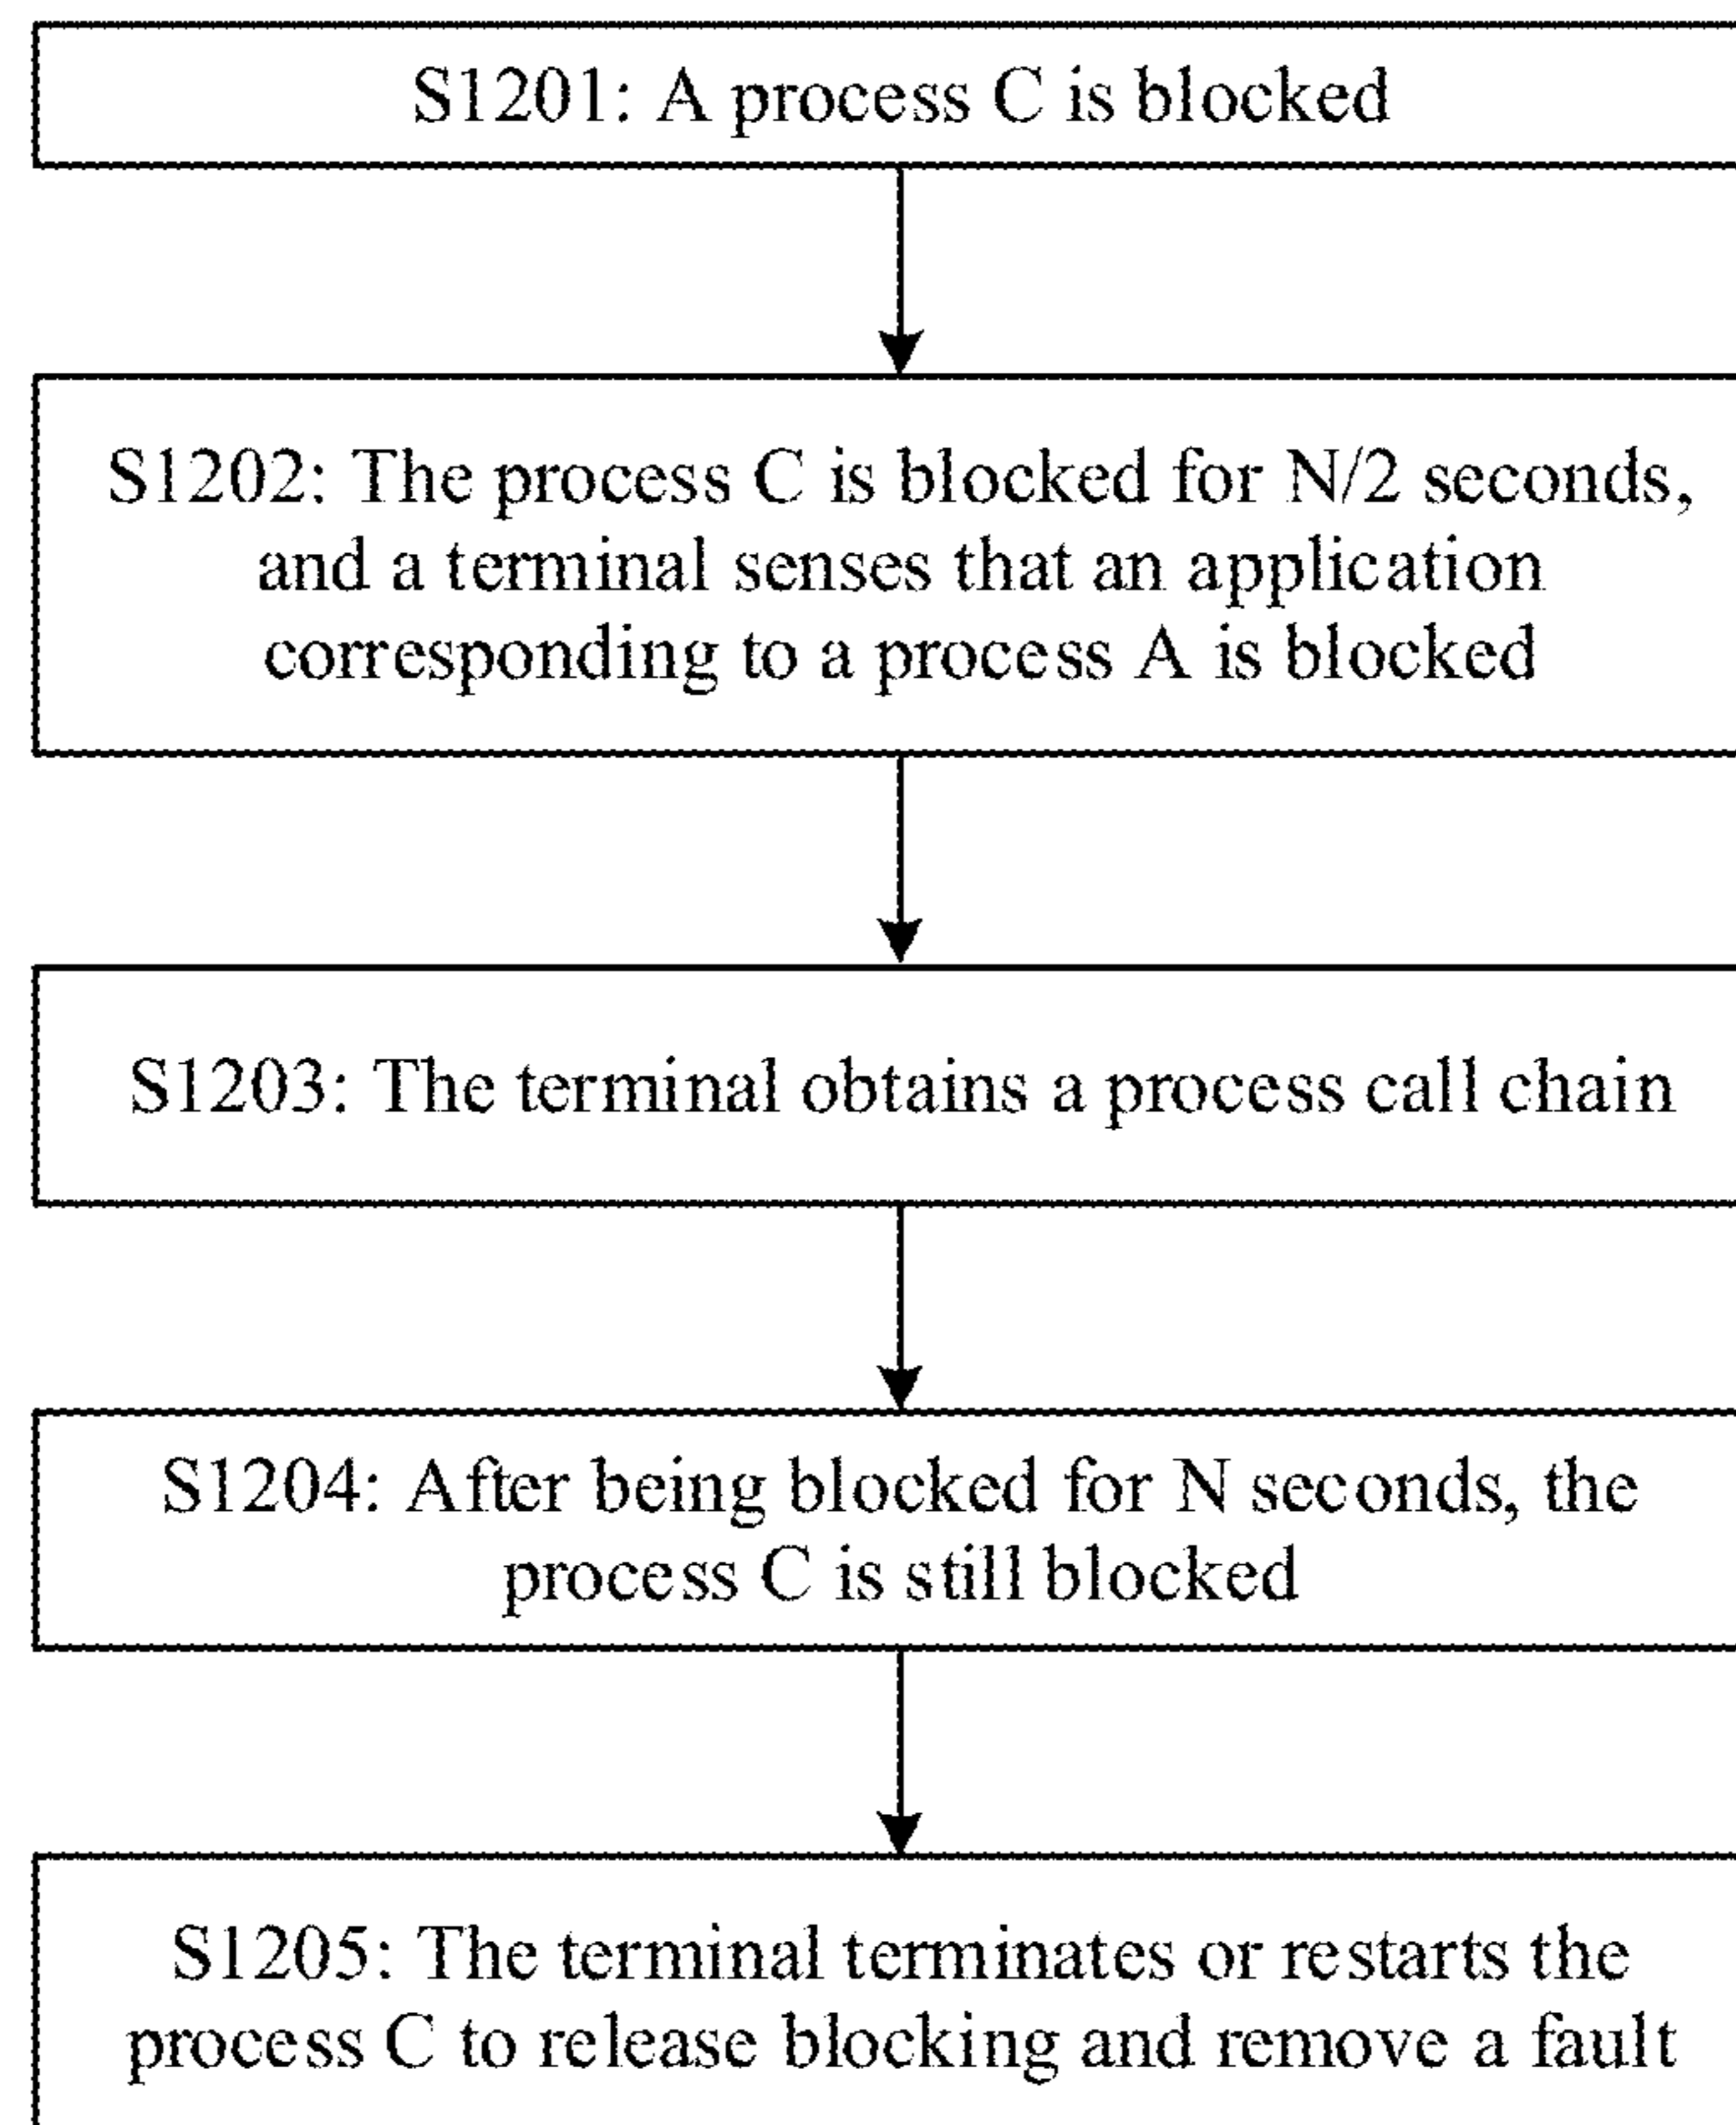 S1201: A process C is blocked
S1202: The process C is blocked for N/2 seconds,
and a terminal senses that an application
corresponding to a process A is blocked
S1203: The terminal obtains a process call chain
S1204: After being blocked for N seconds, the
process C is still blocked
S1205: The terminal terminates or restarts the
process C to release blocking and remove a fault